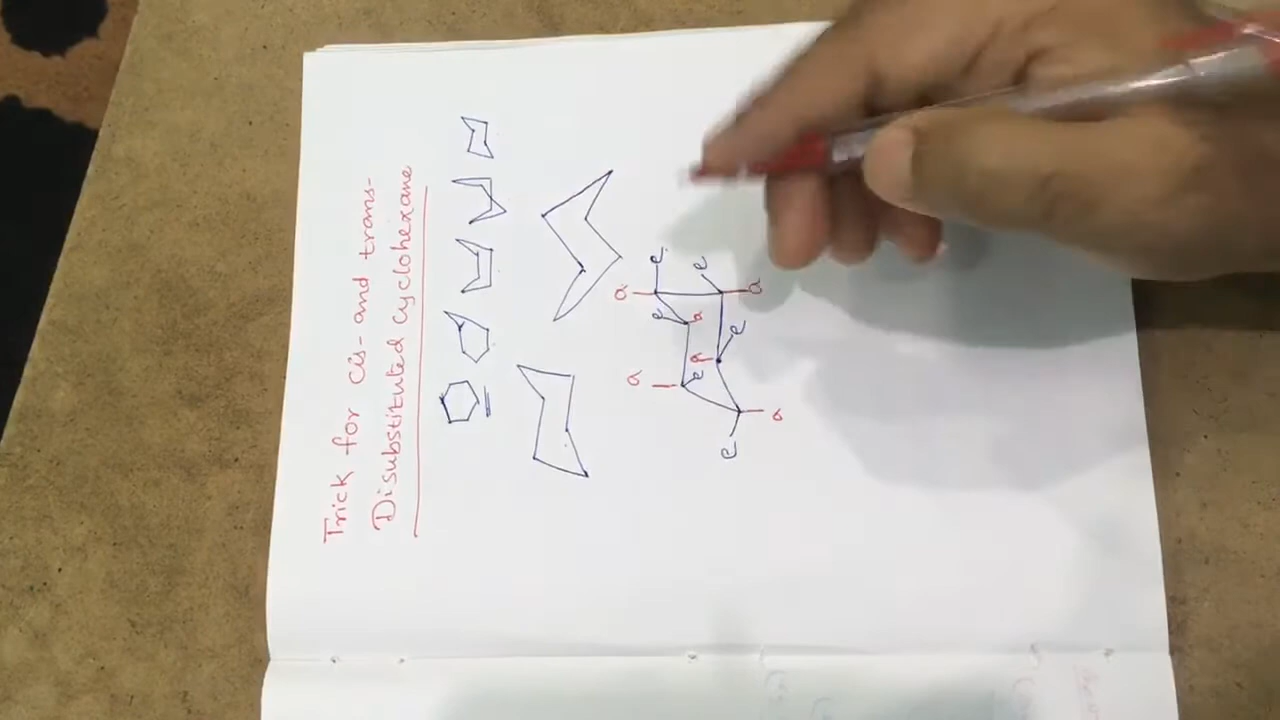 Trick for cis- and trans-
Disubstituted cyclohexane
a e e a
e a
a e a e
e a